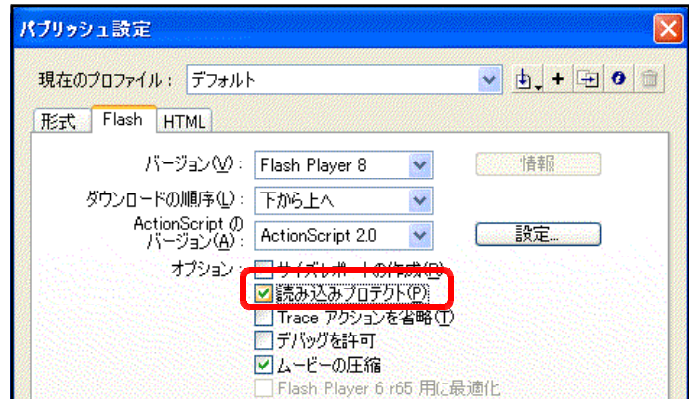 パブリッシュ設定
現在のプロファイル： デフォルト
形式 Flash HTML
バージョン(V)： Flash Player 8 情報
ダウンロードの順序(L)： 下から上へ
ActionScript の
バージョン(A)： ActionScript 2.0 設定...
オプション： サイズレポートの作成(R)
読み込みプロテクト(P)
Trace アクションを省略(T)
デバッグを許可
ムービーの圧縮
Flash Player 6 r65 用に最適化